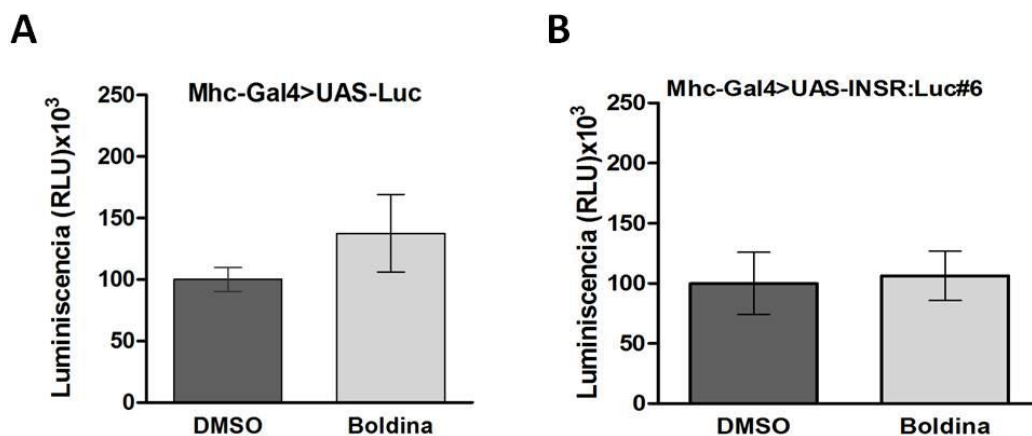 A
Mhc-Gal4>UAS-Luc
Luminiscencia (RLU)x10³
250
200
150
100
50
0
DMSO
Boldina
B
Mhc-Gal4>UAS-INSR:Luc#6
Luminiscencia (RLU)x10³
250
200
150
100
50
0
DMSO
Boldina